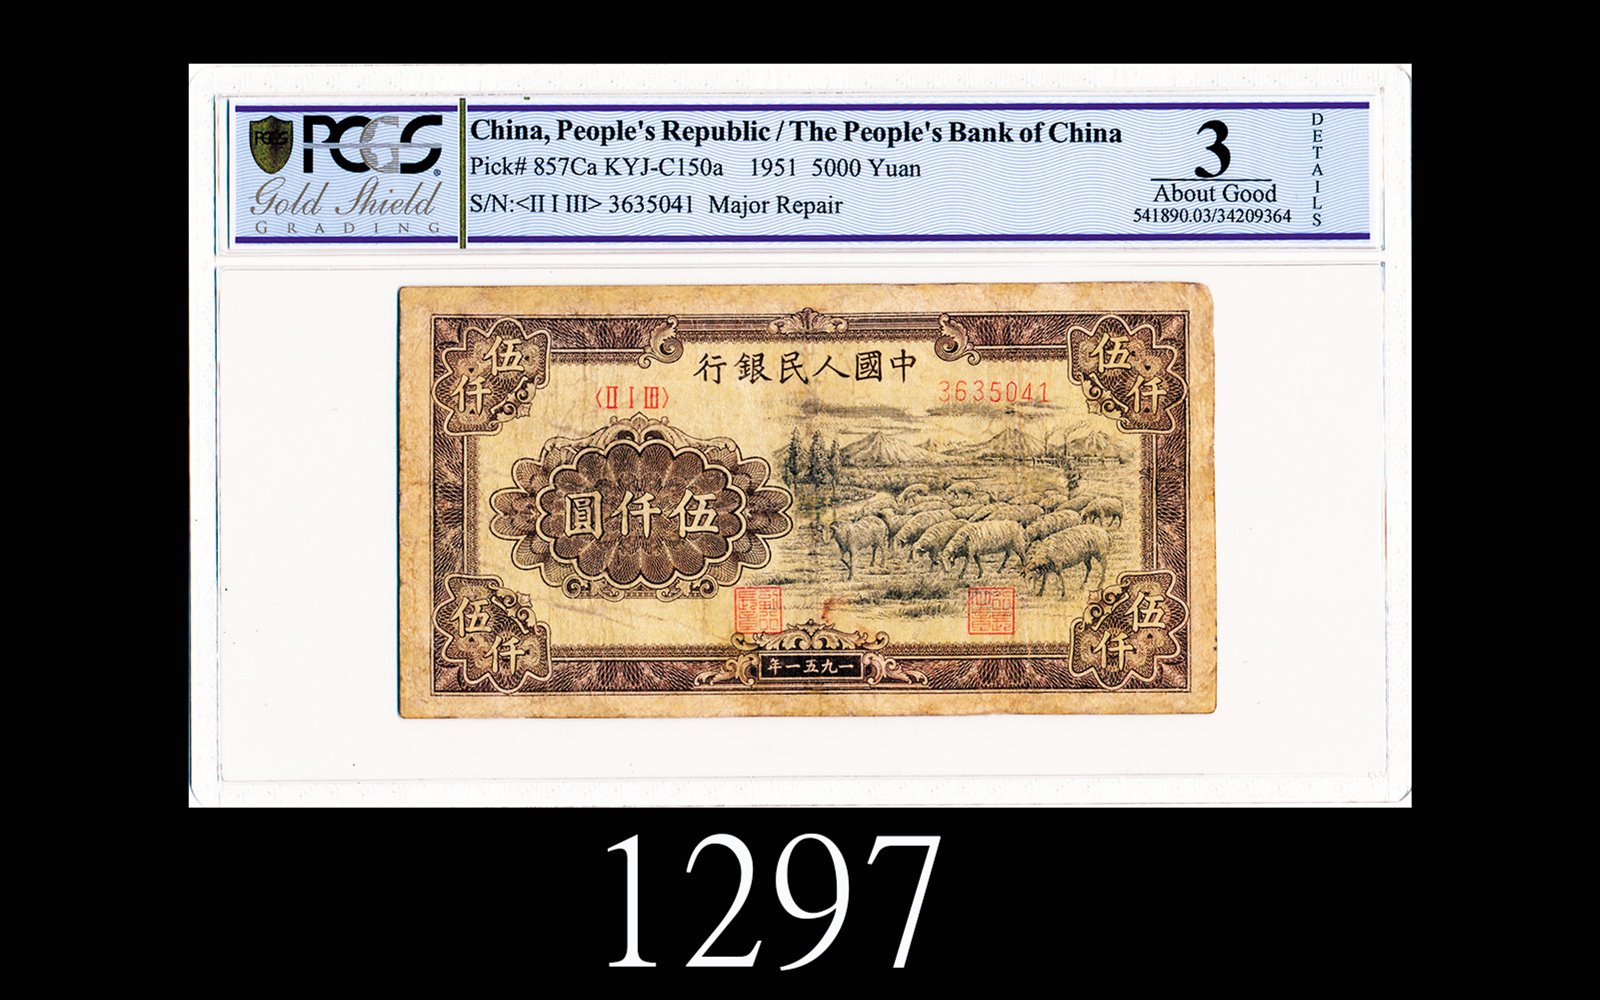 PCGS
PCGS
Gold Shield
GRADING
China, People's Republic / The People's Bank of China
Pick# 857Ca KYJ-C150a 1951 5000 Yuan
S/N:<II I III> 3635041 Major Repair
3
About Good
541890.03/34209364
DETAILS
伍仟
伍仟
行銀民人國中
〈II I III〉
3635041
圓仟伍
伍仟
伍仟
年一五九一
1297